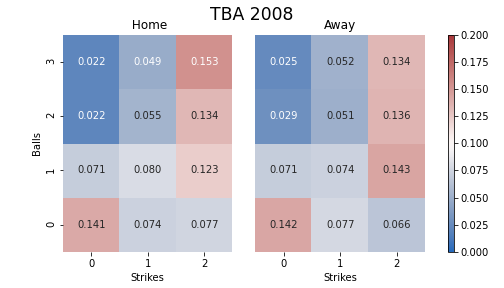 TBA 2008
Home
Away
3 0.022 0.049 0.153 0.025 0.052 0.134
2 0.022 0.055 0.134 0.029 0.051 0.136
1 0.071 0.080 0.123 0.071 0.074 0.143
0 0.141 0.074 0.077 0.142 0.077 0.066
Balls
0 1 2 0 1 2
Strikes
Strikes
0.200
0.175
0.150
0.125
0.100
0.075
0.050
0.025
0.000